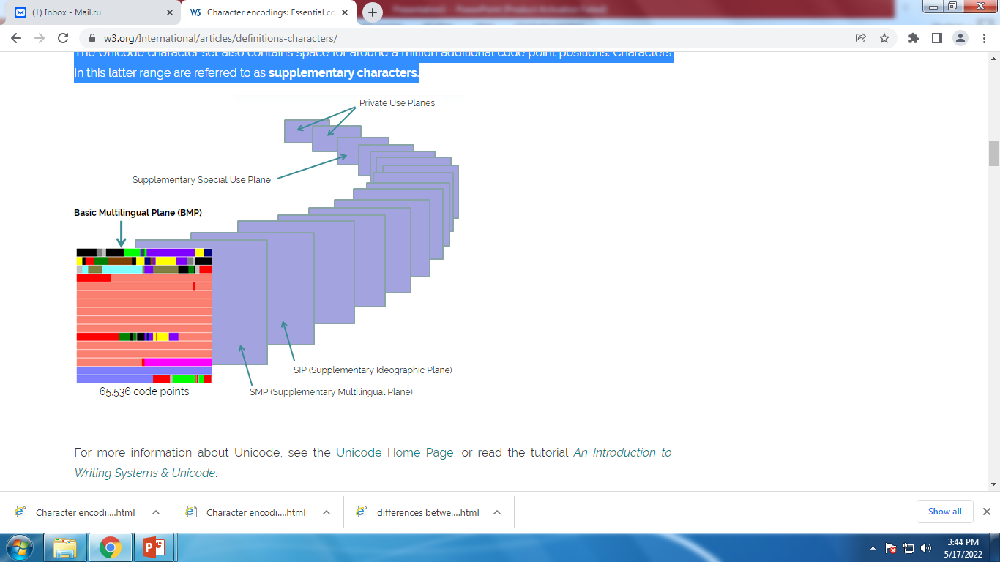 (1) Inbox - Mail.ru
Character encodings: Essential co
Presentation1 - PowerPoint (Product Activation Failed)
w3.org/International/articles/definitions-characters/
The Unicode character set also contains space for around a million additional code point positions. Characters
in this latter range are referred to as supplementary characters.
Private Use Planes
Supplementary Special Use Plane
Basic Multilingual Plane (BMP)
SIP (Supplementary Ideographic Plane)
65,536 code points
SMP (Supplementary Multilingual Plane)
For more information about Unicode, see the Unicode Home Page, or read the tutorial An Introduction to
Writing Systems & Unicode.
Character encodi....html
Character encodi....html
differences betwe....html
Show all
3:44 PM
5/17/2022